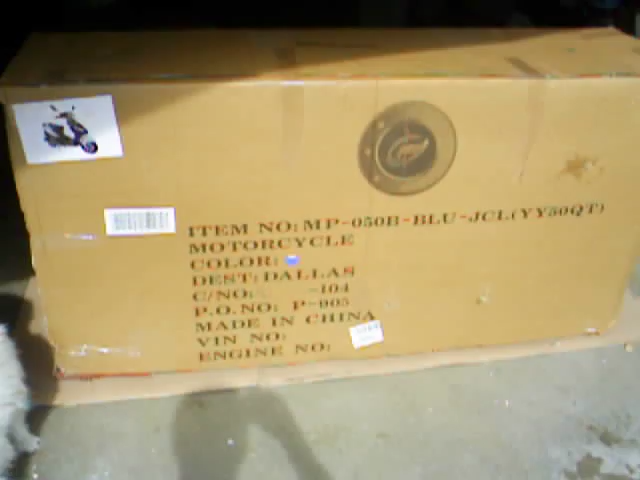 ITEM NO: MP-050B-BLU-JCL(YY50QT)
MOTORCYCLE
COLOR:
DEST: DALLAS
C/NO: -104
P.O.NO: P-905
MADE IN CHINA
VIN NO:
ENGINE NO: